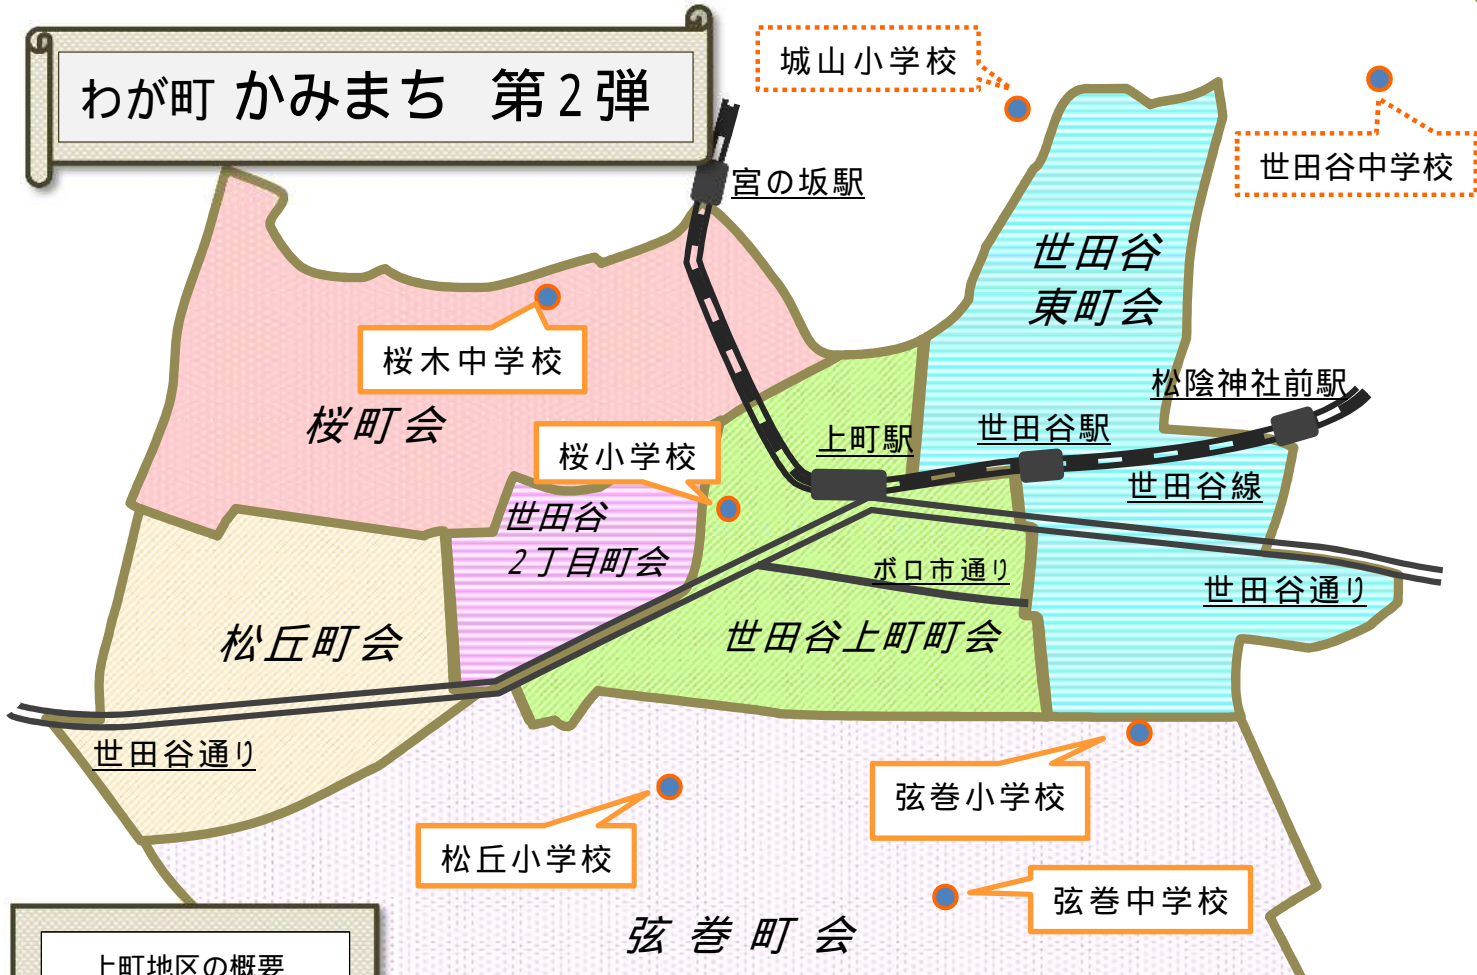 わが町 かみまち 第2弾
城山小学校
世田谷中学校
宮の坂駅
世田谷
東町会
桜木中学校
松陰神社前駅
桜町会
上町駅
世田谷駅
桜小学校
世田谷線
世田谷
2丁目町会
ボロ市通り
世田谷通り
松丘町会
世田谷上町町会
世田谷通り
弦巻小学校
松丘小学校
弦巻中学校
弦巻町会
上町地区の概要